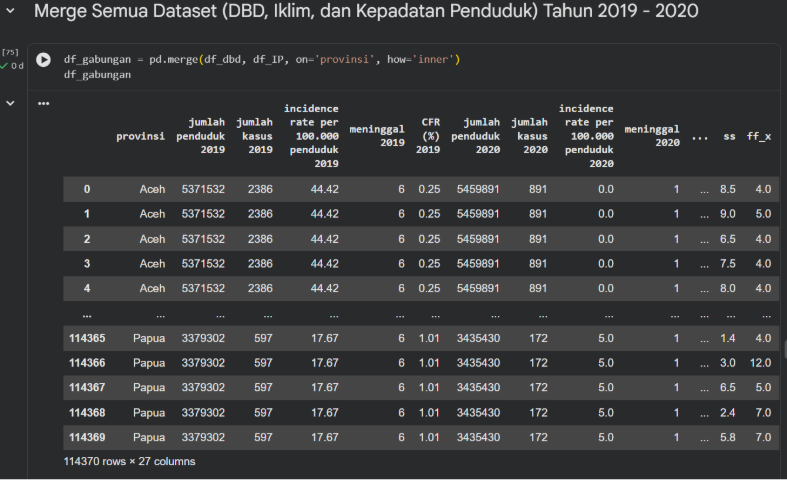 Merge Semua Dataset (DBD, Iklim, dan Kepadatan Penduduk) Tahun 2019 - 2020
[75]
0 d
df_gabungan = pd.merge(df_dbd, df_IP, on='provinsi', how='inner')
df_gabungan
...
provinsi jumlah penduduk 2019 jumlah kasus 2019 incidence rate per 100.000 penduduk 2019 meninggal 2019 CFR (%) 2019 jumlah penduduk 2020 jumlah kasus 2020 incidence rate per 100.000 penduduk 2020 meninggal 2020 ... ss ff_x
0 Aceh 5371532 2386 44.42 6 0.25 5459891 891 0.0 1 ... 8.5 4.0
1 Aceh 5371532 2386 44.42 6 0.25 5459891 891 0.0 1 ... 9.0 5.0
2 Aceh 5371532 2386 44.42 6 0.25 5459891 891 0.0 1 ... 6.5 4.0
3 Aceh 5371532 2386 44.42 6 0.25 5459891 891 0.0 1 ... 7.5 4.0
4 Aceh 5371532 2386 44.42 6 0.25 5459891 891 0.0 1 ... 8.0 4.0
... ... ... ... ... ... ... ... ... ... ... ... ... ...
114365 Papua 3379302 597 17.67 6 1.01 3435430 172 5.0 1 ... 1.4 4.0
114366 Papua 3379302 597 17.67 6 1.01 3435430 172 5.0 1 ... 3.0 12.0
114367 Papua 3379302 597 17.67 6 1.01 3435430 172 5.0 1 ... 6.5 5.0
114368 Papua 3379302 597 17.67 6 1.01 3435430 172 5.0 1 ... 2.4 7.0
114369 Papua 3379302 597 17.67 6 1.01 3435430 172 5.0 1 ... 5.8 7.0
114370 rows × 27 columns